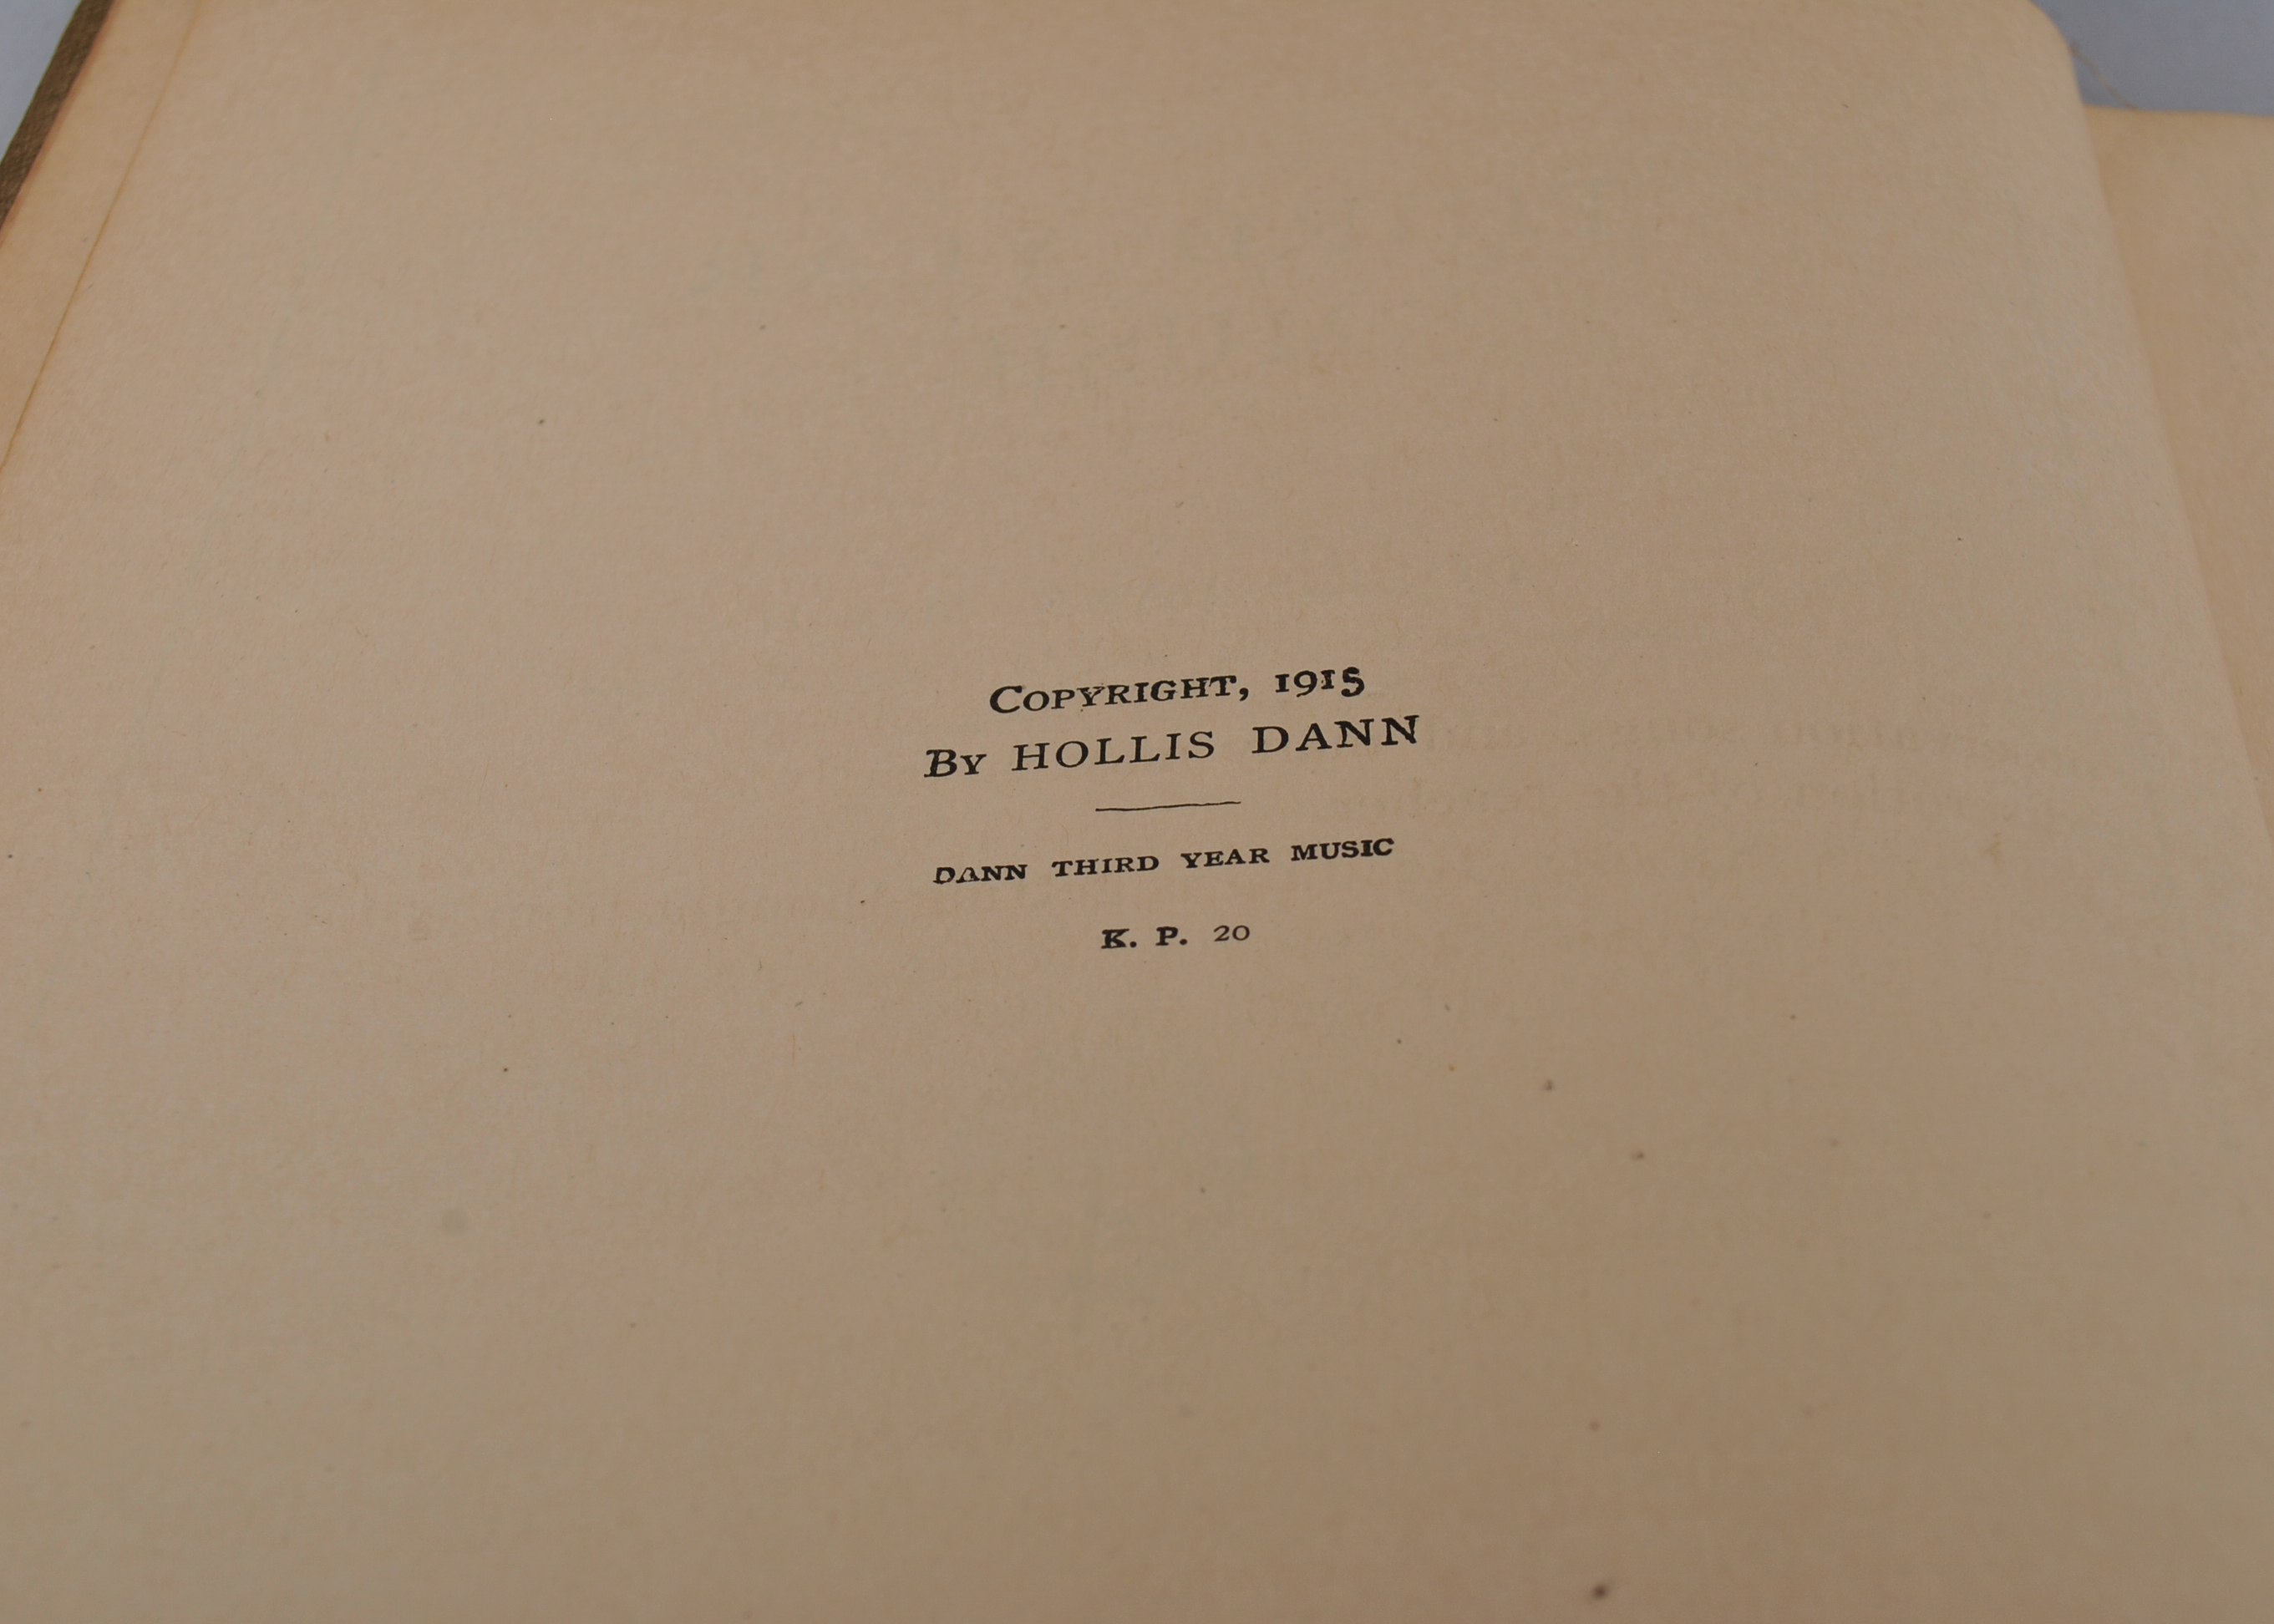 COPYRIGHT, 1915
BY HOLLIS DANN
DANN THIRD YEAR MUSIC
K. P. 20